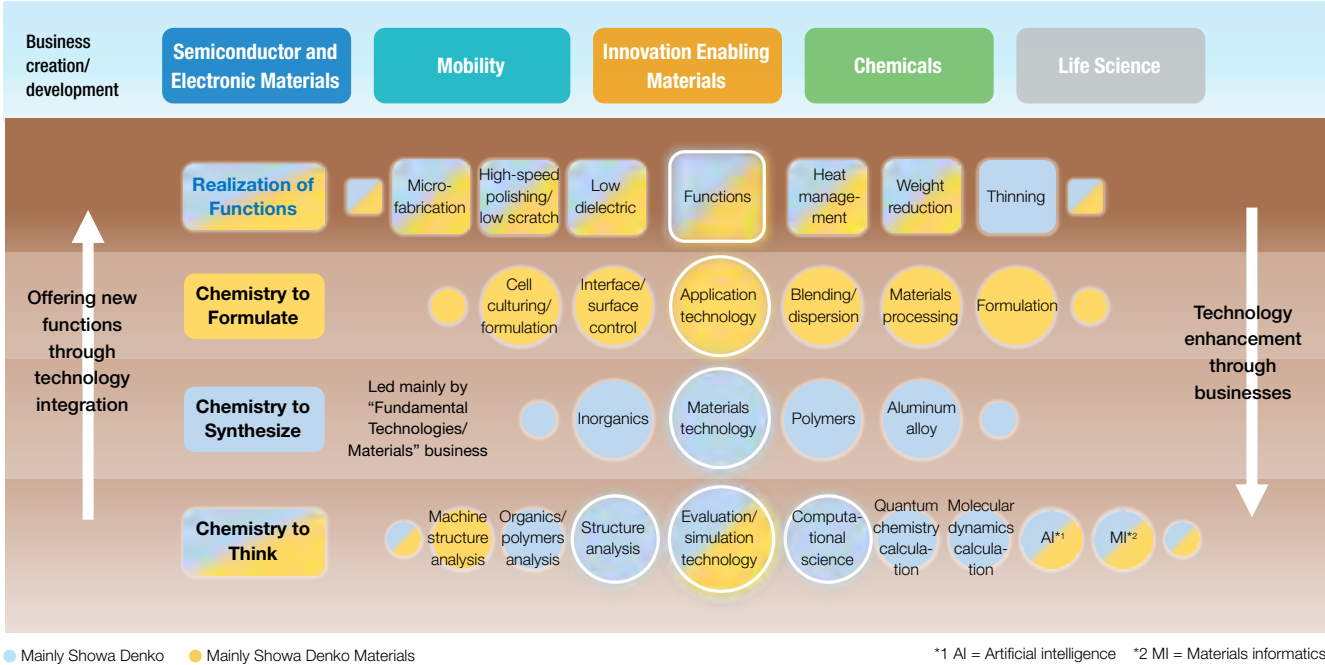 Business
creation/
development
Semiconductor and
Electronic Materials
Mobility
Innovation Enabling
Materials
Chemicals
Life Science
Realization of
Functions
Micro-
fabrication
High-speed
polishing/
low scratch
Low
dielectric
Functions
Heat
manage-
ment
Weight
reduction
Thinning
Offering new
functions
through
technology
integration
Chemistry to
Formulate
Cell
culturing/
formulation
Interface/
surface
control
Application
technology
Blending/
dispersion
Materials
processing
Formulation
Technology
enhancement
through
businesses
Chemistry to
Synthesize
Led mainly by
“Fundamental
Technologies/
Materials” business
Inorganics
Materials
technology
Polymers
Aluminum
alloy
Chemistry to
Think
Machine
structure
analysis
Organics/
polymers
analysis
Structure
analysis
Evaluation/
simulation
technology
Computa-
tional
science
Quantum
chemistry
calcula-
tion
Molecular
dynamics
calcula-
tion
AI*1
MI*2
Mainly Showa Denko
Mainly Showa Denko Materials
*1 AI = Artificial intelligence *2 MI = Materials informatics